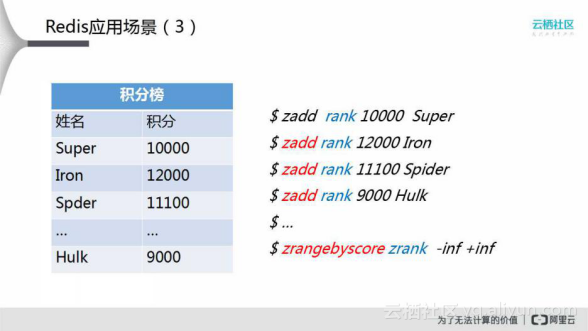 Redis应用场景（3）
云栖社区
积分榜
姓名 积分
Super 10000
Iron 12000
Spder 11100
... ...
Hulk 9000
$ zadd rank 10000 Super
$ zadd rank 12000 Iron
$ zadd rank 11100 Spider
$ zadd rank 9000 Hulk
$ ...
$ zrangebyscore zrank -inf +inf
云栖社区 yq.aliyun.com
为了无法计算的价值 | 阿里云